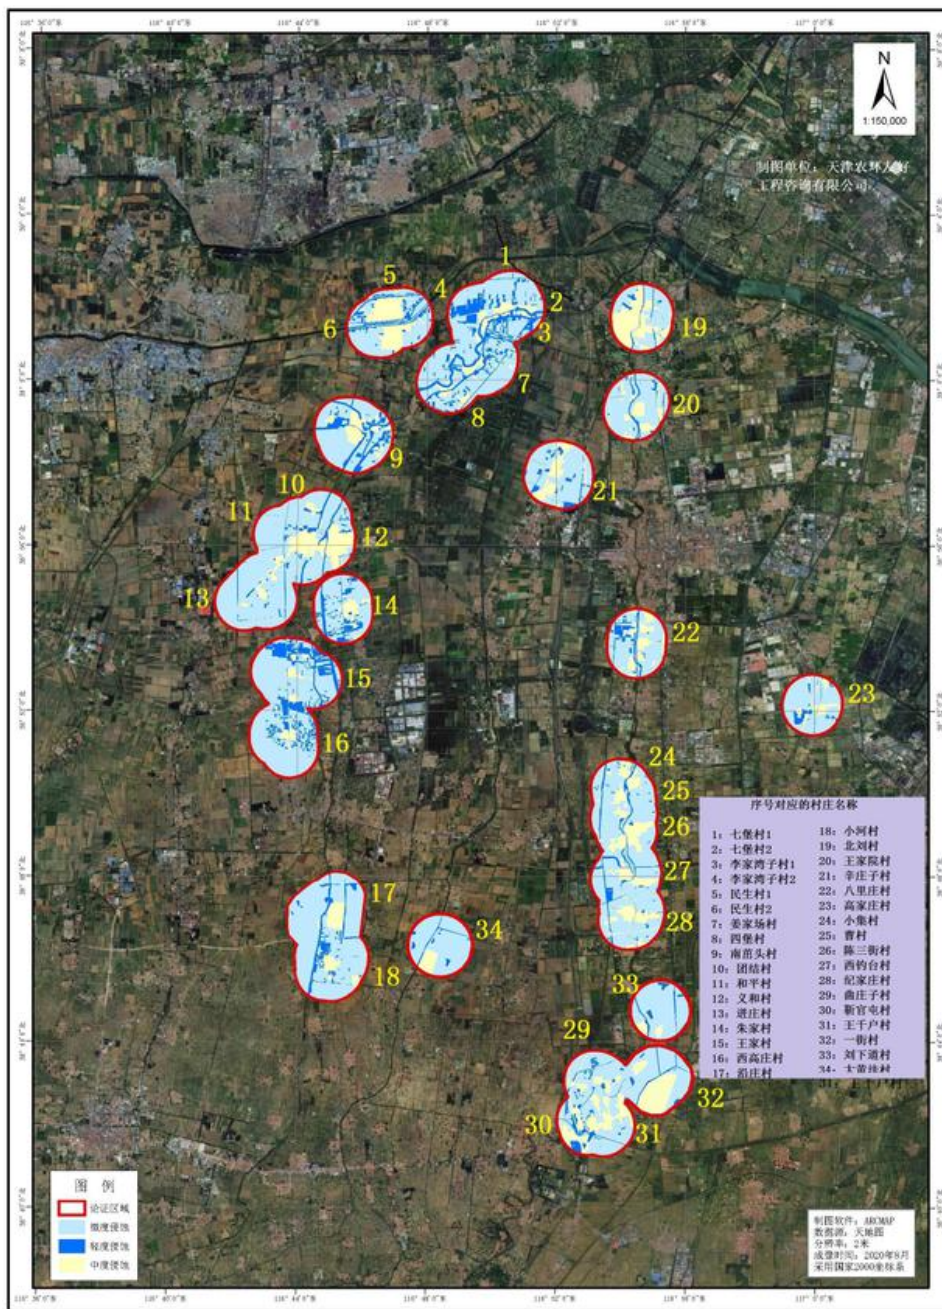 N
1:150,000
制图单位：天津农环友好
工程咨询有限公司
1
5
4
2
6
3
19
7
8
20
9
21
10
11
12
13
14
22
15
23
16
24
25
26
27
17
28
34
18
33
29
32
30
31
序号对应的村庄名称
1：七堡村1
2：七堡村2
3：李家湾子村1
4：李家湾子村2
5：民生村1
6：民生村2
7：姜家场村
8：四堡村
9：南茁头村
10：团结村
11：和平村
12：义和村
14：朱家村
15：王家村
16：西高庄村
17：沿庄村
18：小河村
19：北刘村
20：王家院村
21：辛庄子村
22：八里庄村
23：高家庄村
24：小集村
25：曹村
26：陈三街村
27：西钓台村
28：纪家庄村
29：曲庄子村
30：靳官屯村
31：王千户村
32：一街村
33：刘下道村
图 例
论证区域
微度侵蚀
轻度侵蚀
中度侵蚀
制图软件：ARCMAP
数据源：天地图
分辨率：2米
成像时间：2020年8月
采用国家2000坐标系